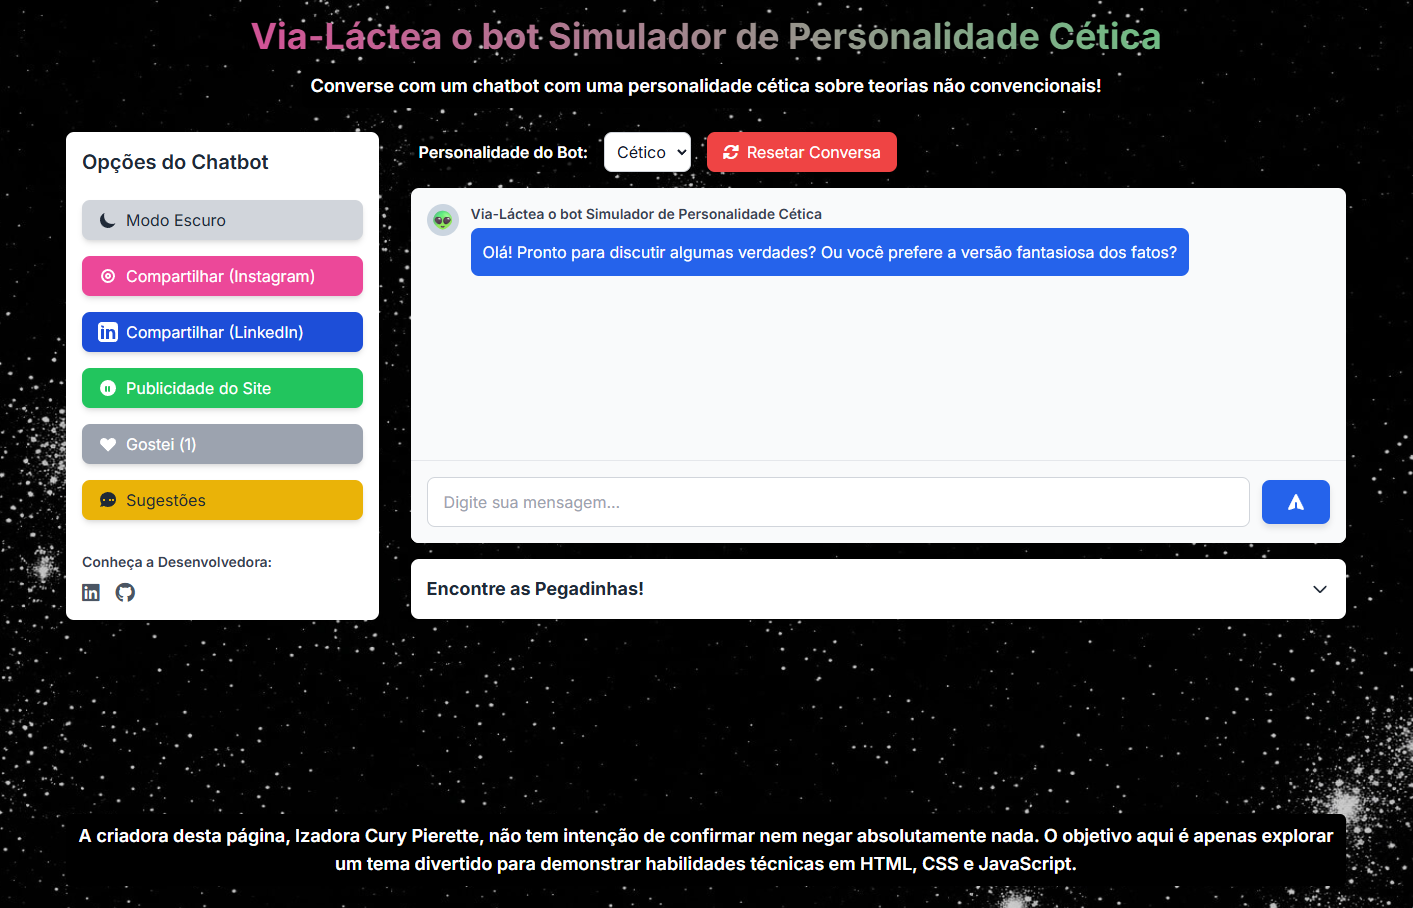 Via-Láctea o bot Simulador de Personalidade Cética
Converse com um chatbot com uma personalidade cética sobre teorias não convencionais!
Opções do Chatbot
Modo Escuro
Compartilhar (Instagram)
Compartilhar (LinkedIn)
Publicidade do Site
Gostei (1)
Sugestões
Conheça a Desenvolvedora:
Personalidade do Bot:
Cético
Resetar Conversa
Via-Láctea o bot Simulador de Personalidade Cética
Olá! Pronto para discutir algumas verdades? Ou você prefere a versão fantasiosa dos fatos?
Digite sua mensagem...
Encontre as Pegadinhas!
A criadora desta página, Izadora Cury Pierette, não tem intenção de confirmar nem negar absolutamente nada. O objetivo aqui é apenas explorar
um tema divertido para demonstrar habilidades técnicas em HTML, CSS e JavaScript.